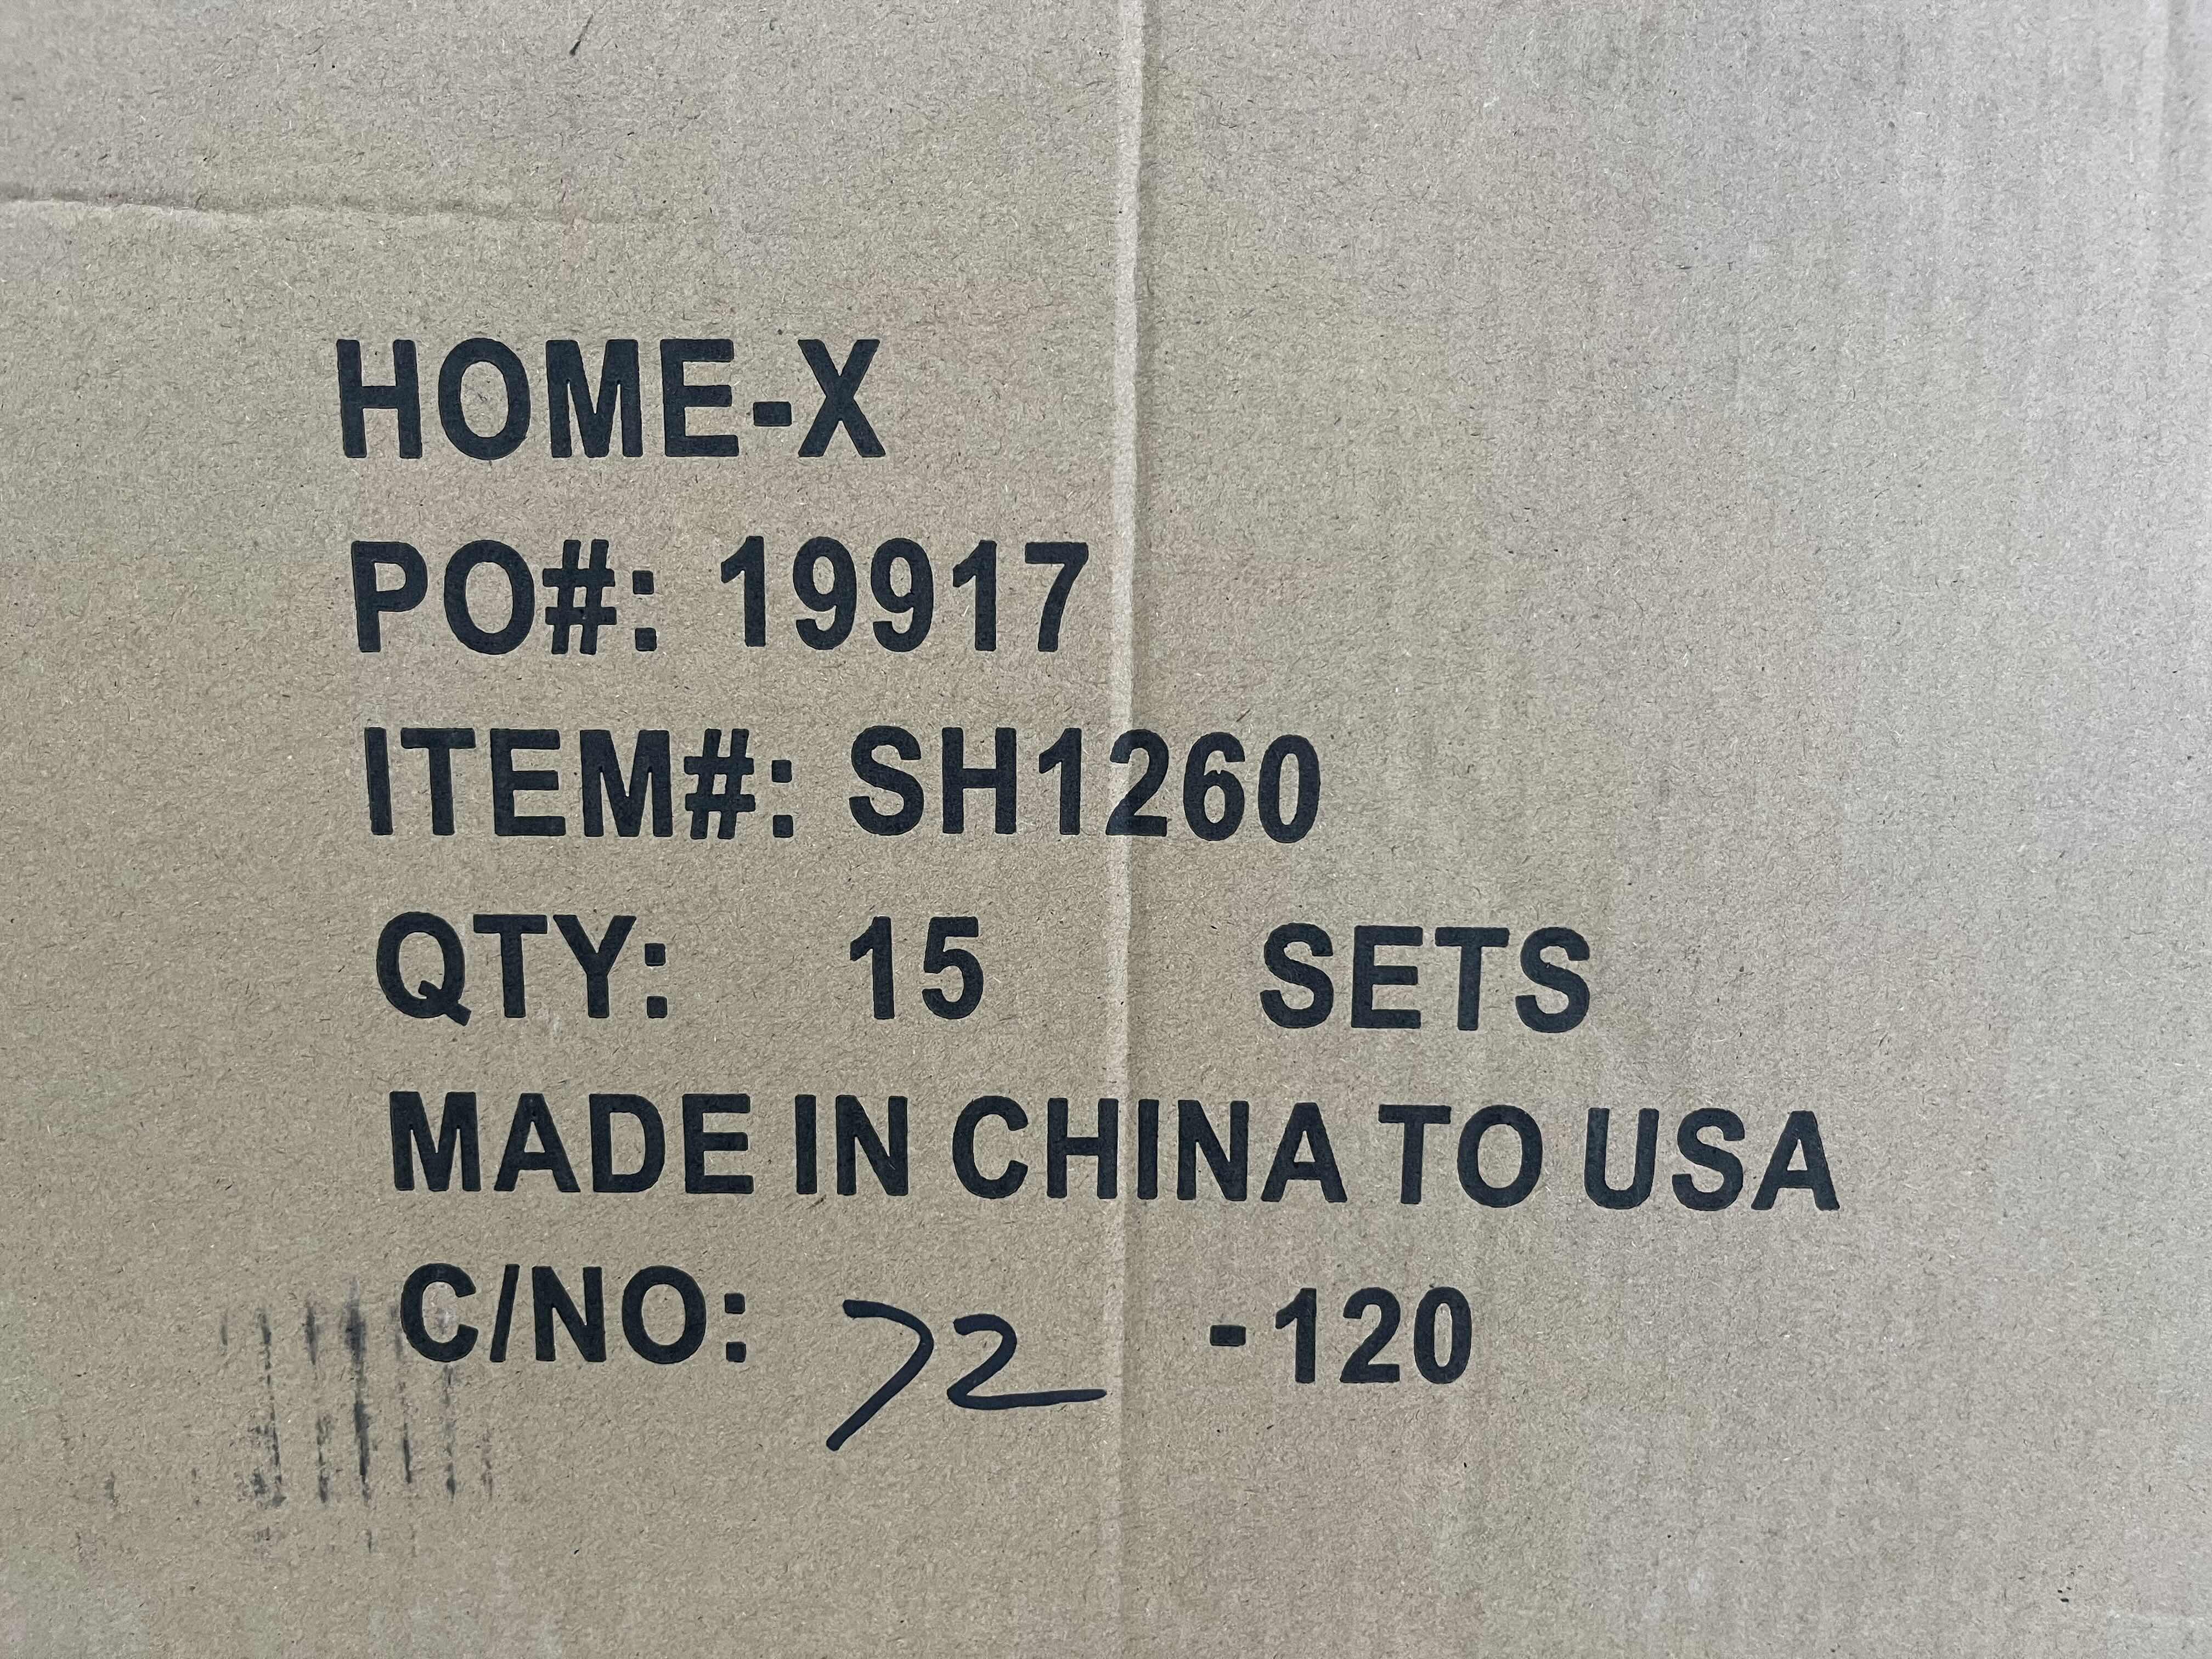 HOME-X
PO#: 19917
ITEM#: SH1260
QTY: 15 SETS
MADE IN CHINA TO USA
C/NO: 72 -120